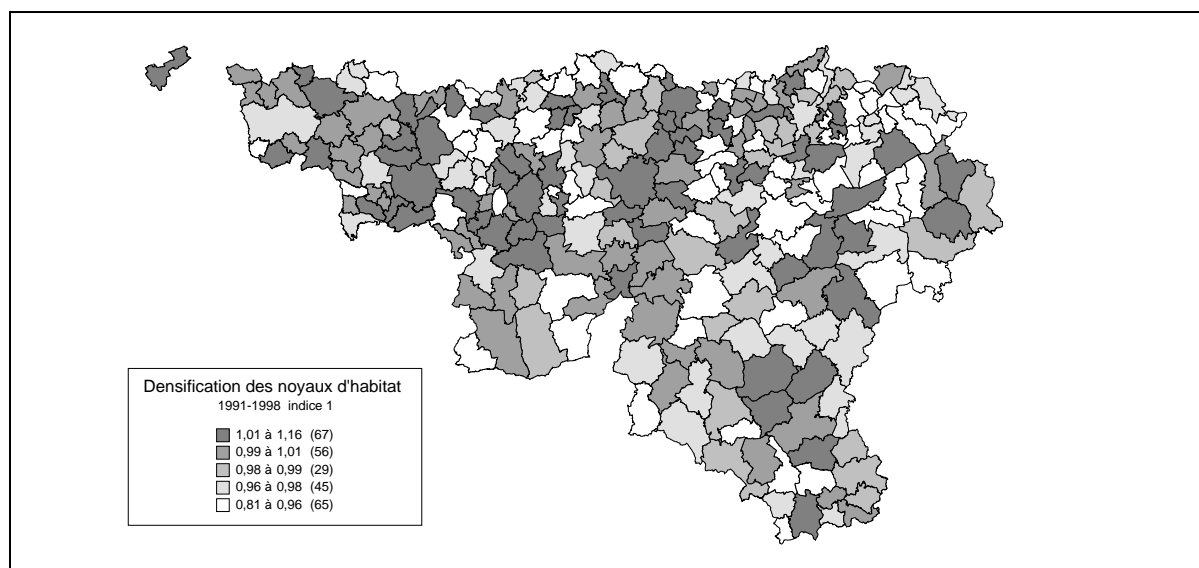 Densification des noyaux d'habitat
1991-1998 indice 1
1,01 à 1,16 (67)
0,99 à 1,01 (56)
0,98 à 0,99 (29)
0,96 à 0,98 (45)
0,81 à 0,96 (65)